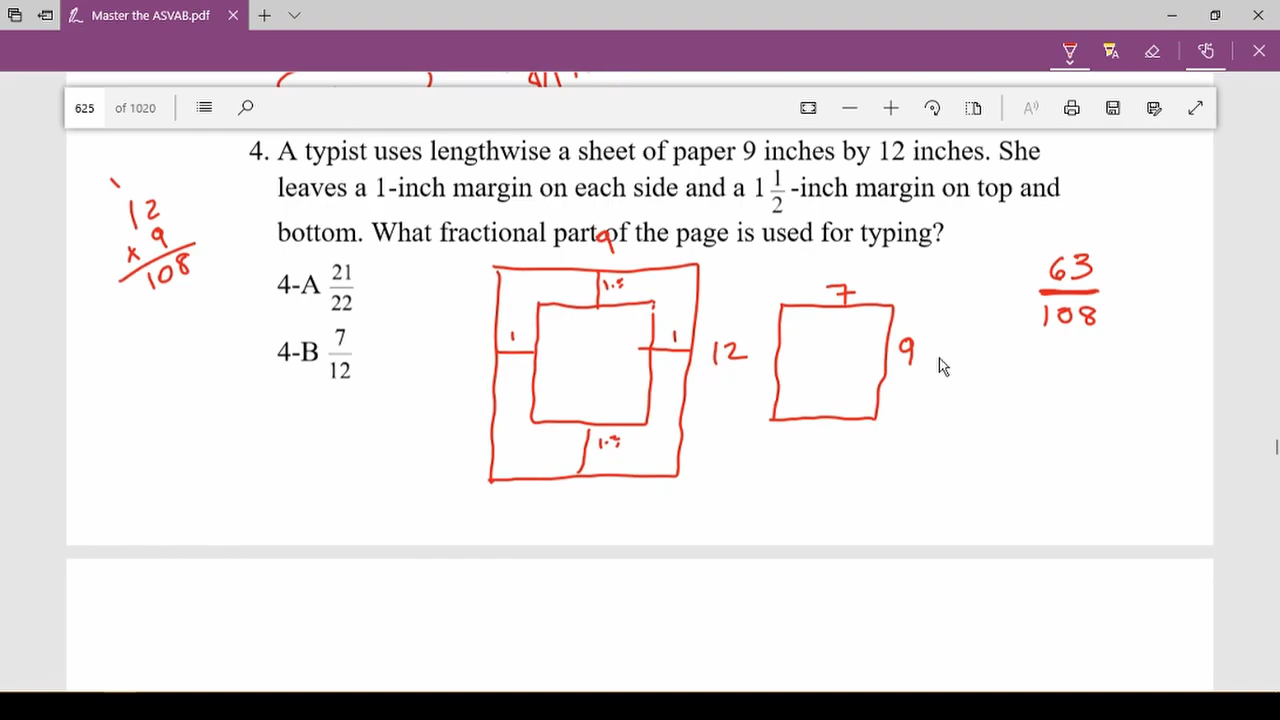 Master the ASVAB.pdf
625 of 1020
4. A typist uses lengthwise a sheet of paper 9 inches by 12 inches. She
leaves a 1-inch margin on each side and a 1 1/2 -inch margin on top and
bottom. What fractional part of the page is used for typing?
4-A 21/22
4-B 7/12
12
x 9
108
9
1.5
1
1
12
1.5
7
9
63
108